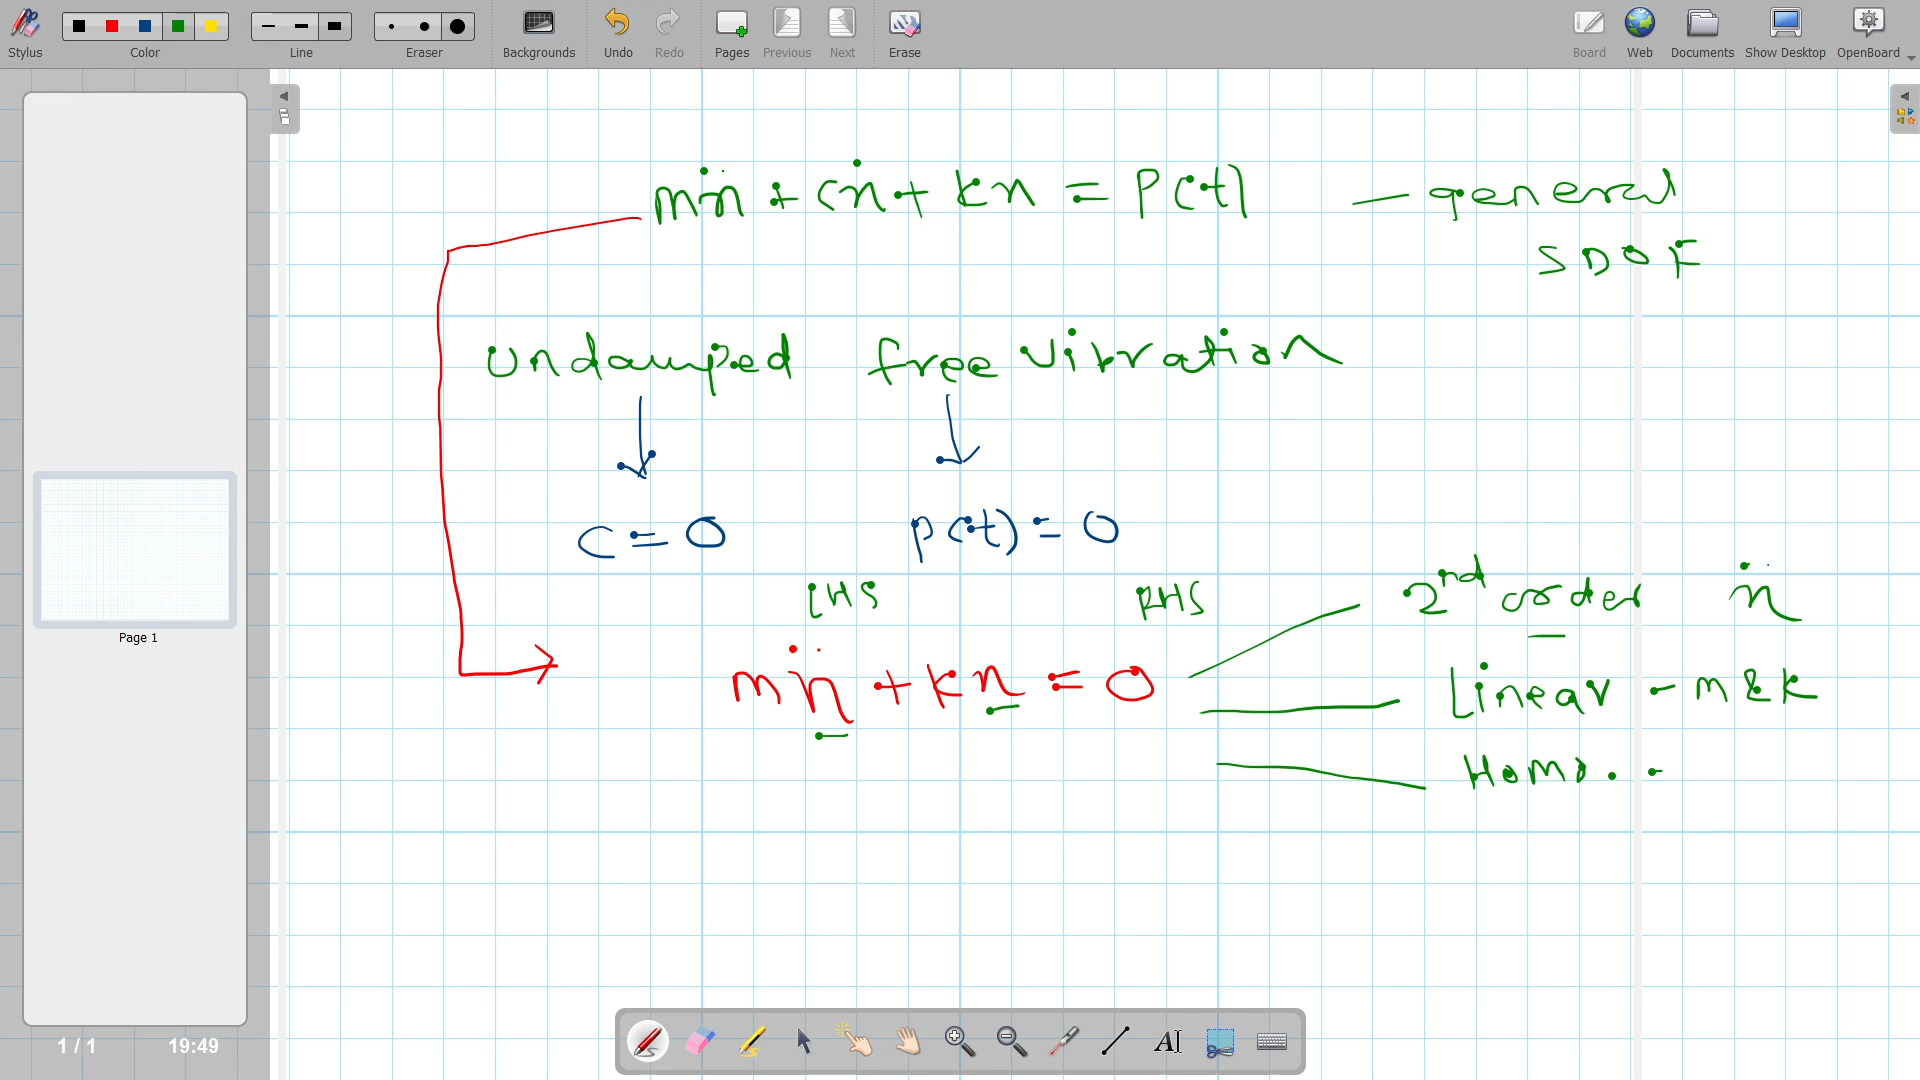 Stylus Color Line Eraser Backgrounds Undo Redo Pages Previous Next Erase Board Web Documents Show Desktop OpenBoard
mẍ + cẋ + kx = P(t) — general
SDOF
Undamped free vibration
c = 0 p(t) = 0
LHS RHS
2nd order ẍ
mẍ + kx = 0
Linear - m & k
Homo. -
Page 1
1 / 1 19:49
AI